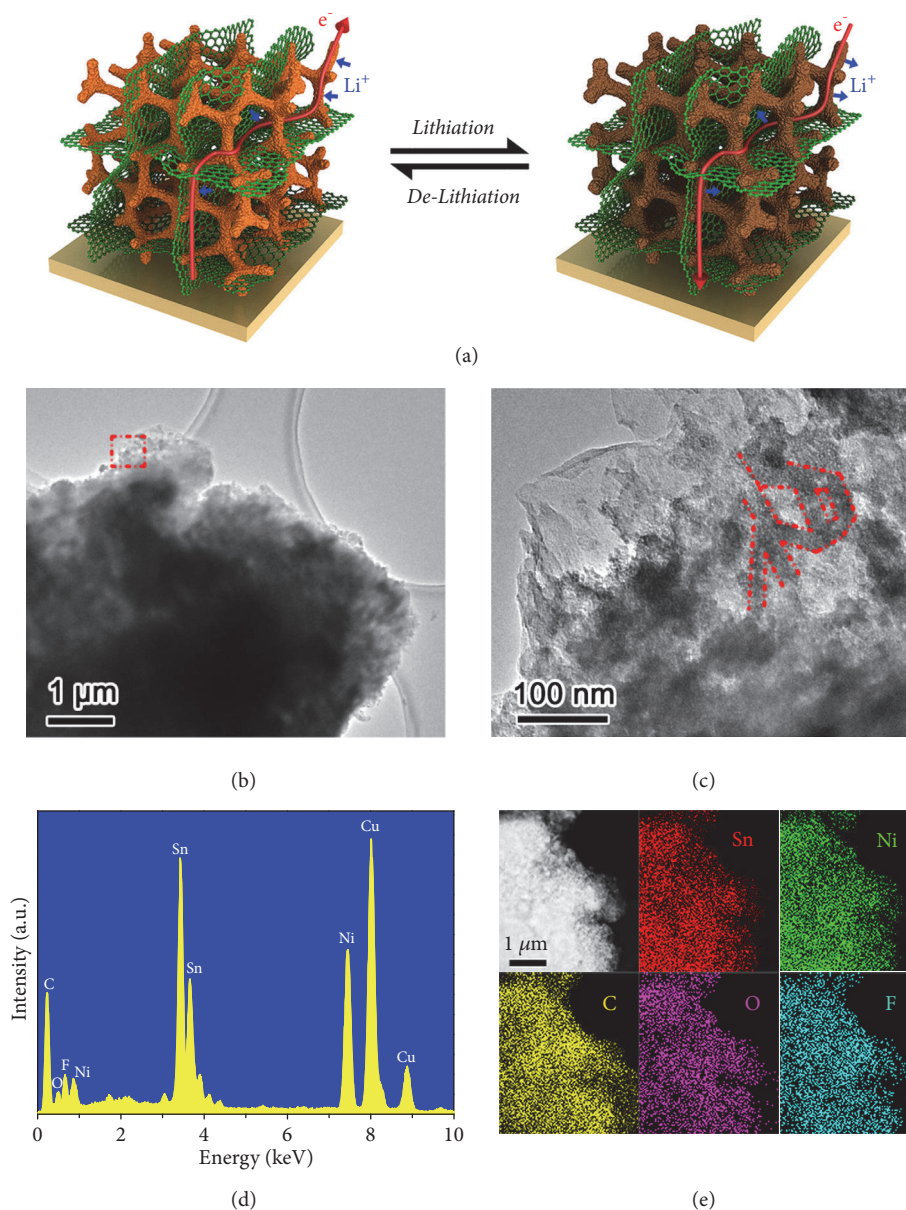 e-
Li+
Lithiation
De-Lithiation
e-
Li+
(a)
1 μm
100 nm
(b)
(c)
Intensity (a.u.)
C
O
F
Ni
Sn
Sn
Ni
Cu
Cu
0 2 4 6 8 10
Energy (keV)
(d)
1 μm
Sn
Ni
C
O
F
(e)